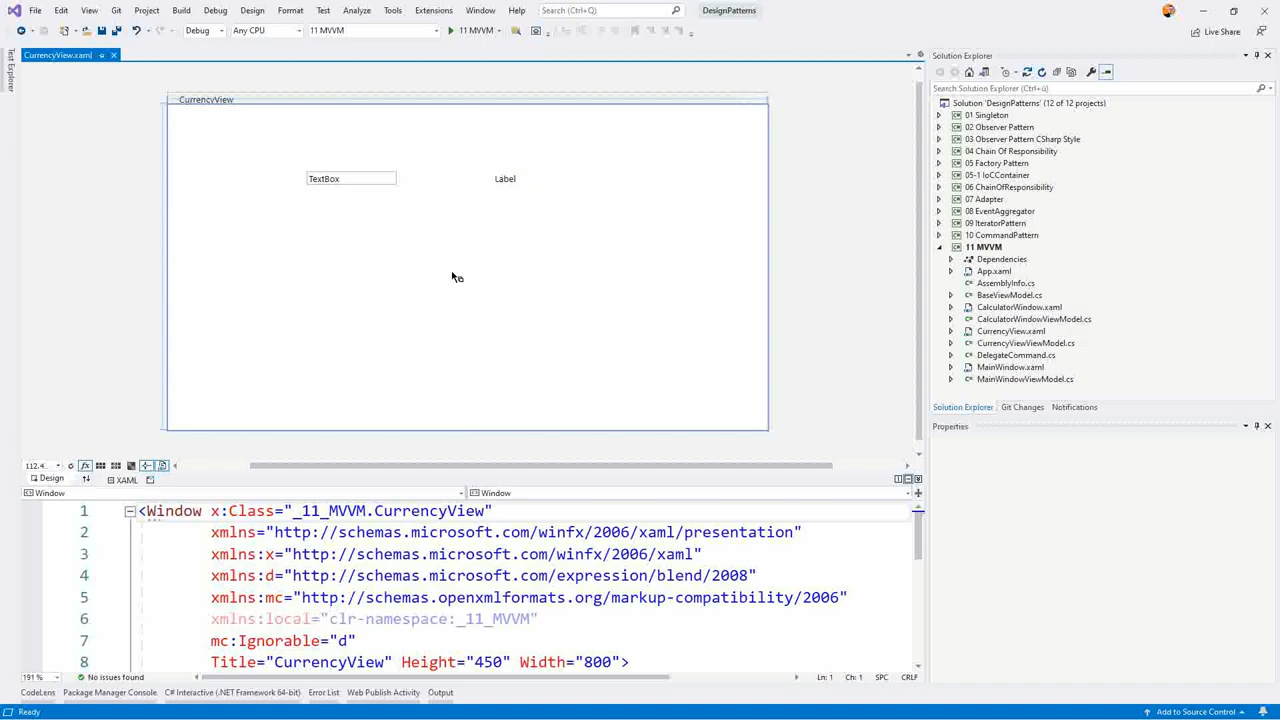 File Edit View Git Project Build Debug Design Format Test Analyze Tools Extensions Window Help Search (Ctrl+Q) DesignPatterns
Debug Any CPU 11 MVVM 11 MVVM Live Share
Test Explorer
CurrencyView.xaml
CurrencyView
TextBox
Label
Solution Explorer
Search Solution Explorer (Ctrl+ü)
Solution 'DesignPatterns' (12 of 12 projects)
01 Singleton
02 Observer Pattern
03 Observer Pattern CSharp Style
04 Chain Of Responsibility
05 Factory Pattern
05-1 IoCContainer
06 ChainOfResponsibility
07 Adapter
08 EventAggregator
09 IteratorPattern
10 CommandPattern
11 MVVM
Dependencies
App.xaml
AssemblyInfo.cs
BaseViewModel.cs
CalculatorWindow.xaml
CalculatorWindowViewModel.cs
CurrencyView.xaml
CurrencyViewViewModel.cs
DelegateCommand.cs
MainWindow.xaml
MainWindowViewModel.cs
Solution Explorer Git Changes Notifications
Properties
112.4
Design XAML
Window Window
1 <Window x:Class="_11_MVVM.CurrencyView"
2 xmlns="http://schemas.microsoft.com/winfx/2006/xaml/presentation"
3 xmlns:x="http://schemas.microsoft.com/winfx/2006/xaml"
4 xmlns:d="http://schemas.microsoft.com/expression/blend/2008"
5 xmlns:mc="http://schemas.openxmlformats.org/markup-compatibility/2006"
6 xmlns:local="clr-namespace:_11_MVVM"
7 mc:Ignorable="d"
8 Title="CurrencyView" Height="450" Width="800">
191 % No issues found Ln: 1 Ch: 1 SPC CRLF
CodeLens Package Manager Console C# Interactive (.NET Framework 64-bit) Error List Web Publish Activity Output
Ready Add to Source Control